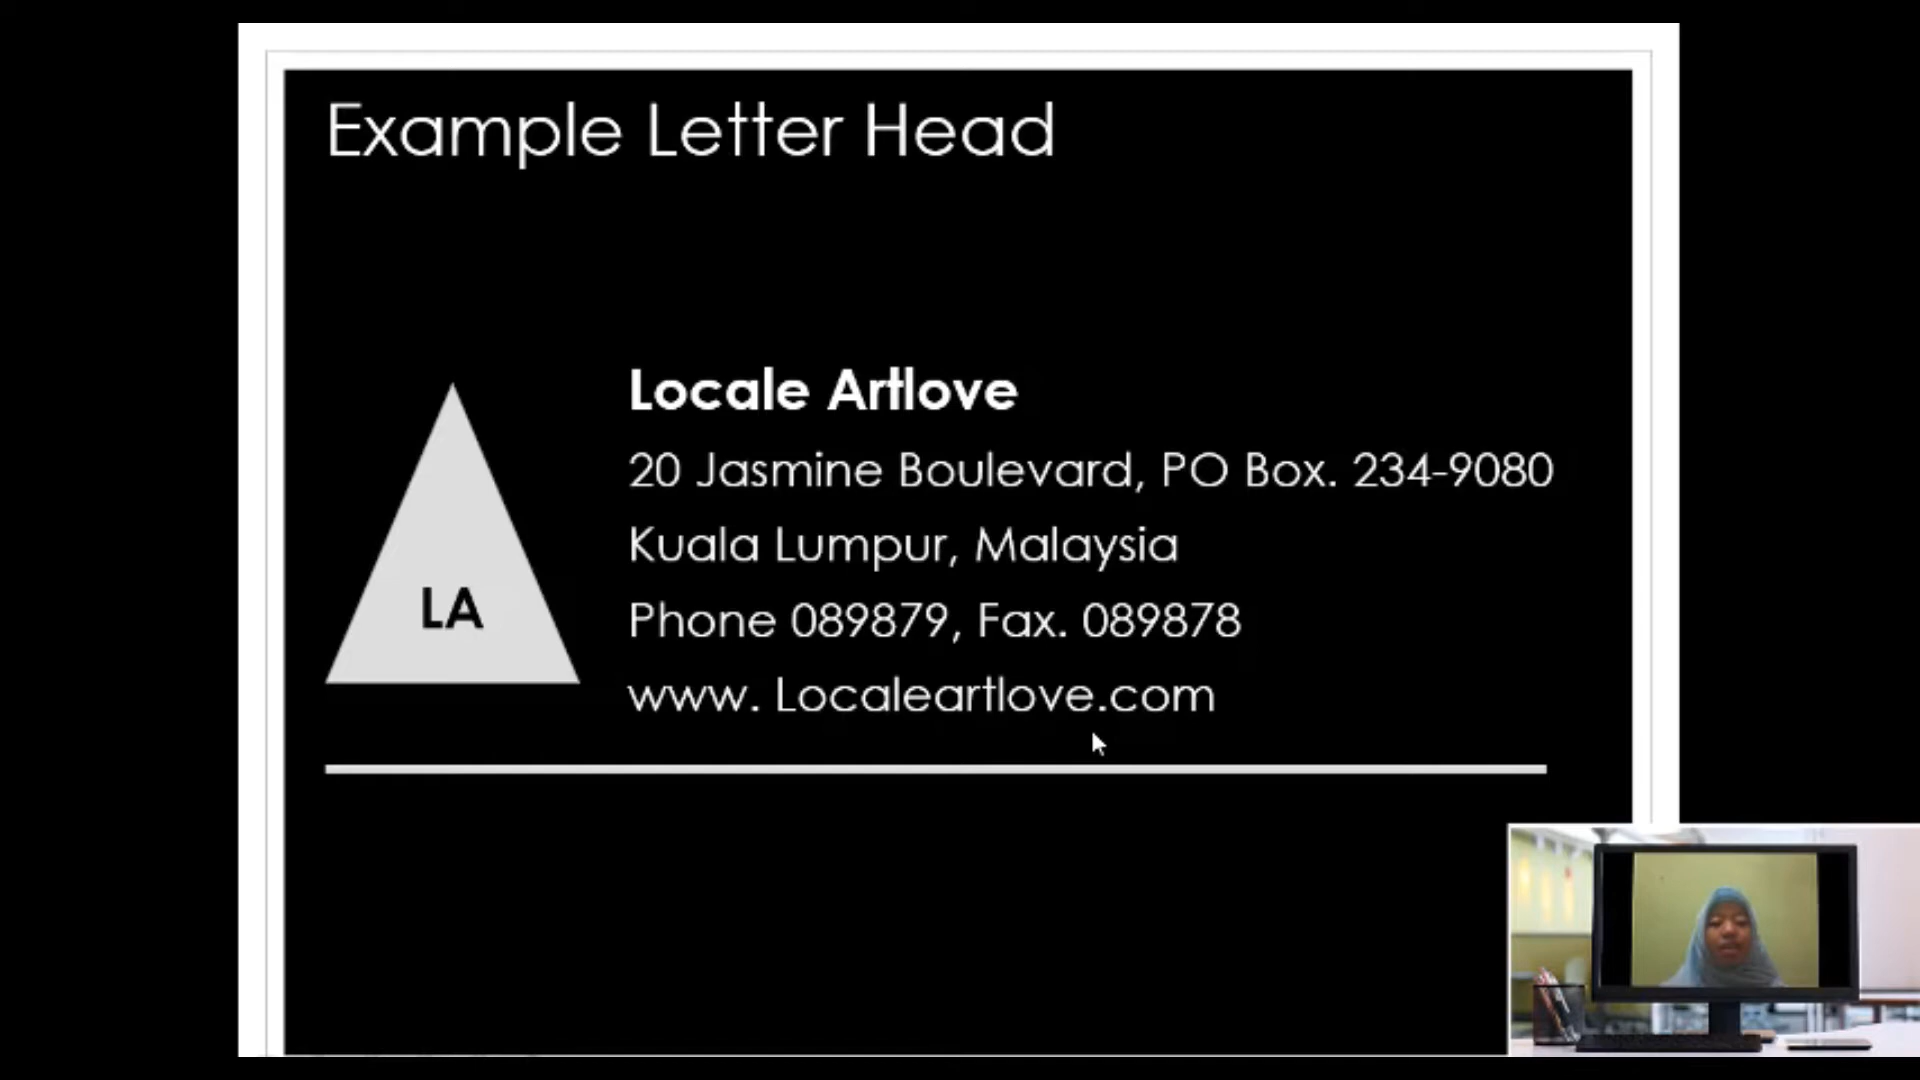 Example Letter Head
Locale Artlove
20 Jasmine Boulevard, PO Box. 234-9080
Kuala Lumpur, Malaysia
Phone 089879, Fax. 089878
www. Localeartlove.com
LA